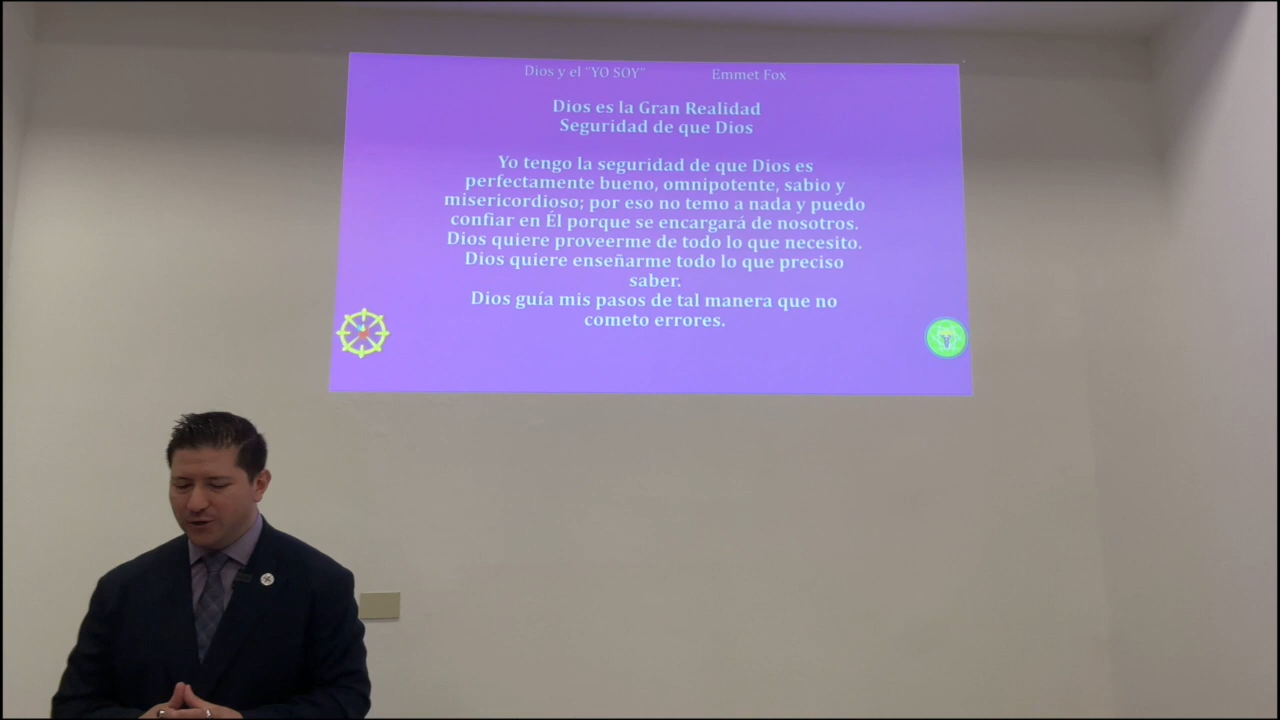 Dios y el "YO SOY" Emmet Fox
Dios es la Gran Realidad
Seguridad de que Dios
Yo tengo la seguridad de que Dios es
perfectamente bueno, omnipotente, sabio y
misericordioso; por eso no temo a nada y puedo
confiar en Él porque se encargará de nosotros.
Dios quiere proveerme de todo lo que necesito.
Dios quiere enseñarme todo lo que preciso
saber.
Dios guía mis pasos de tal manera que no
cometo errores.